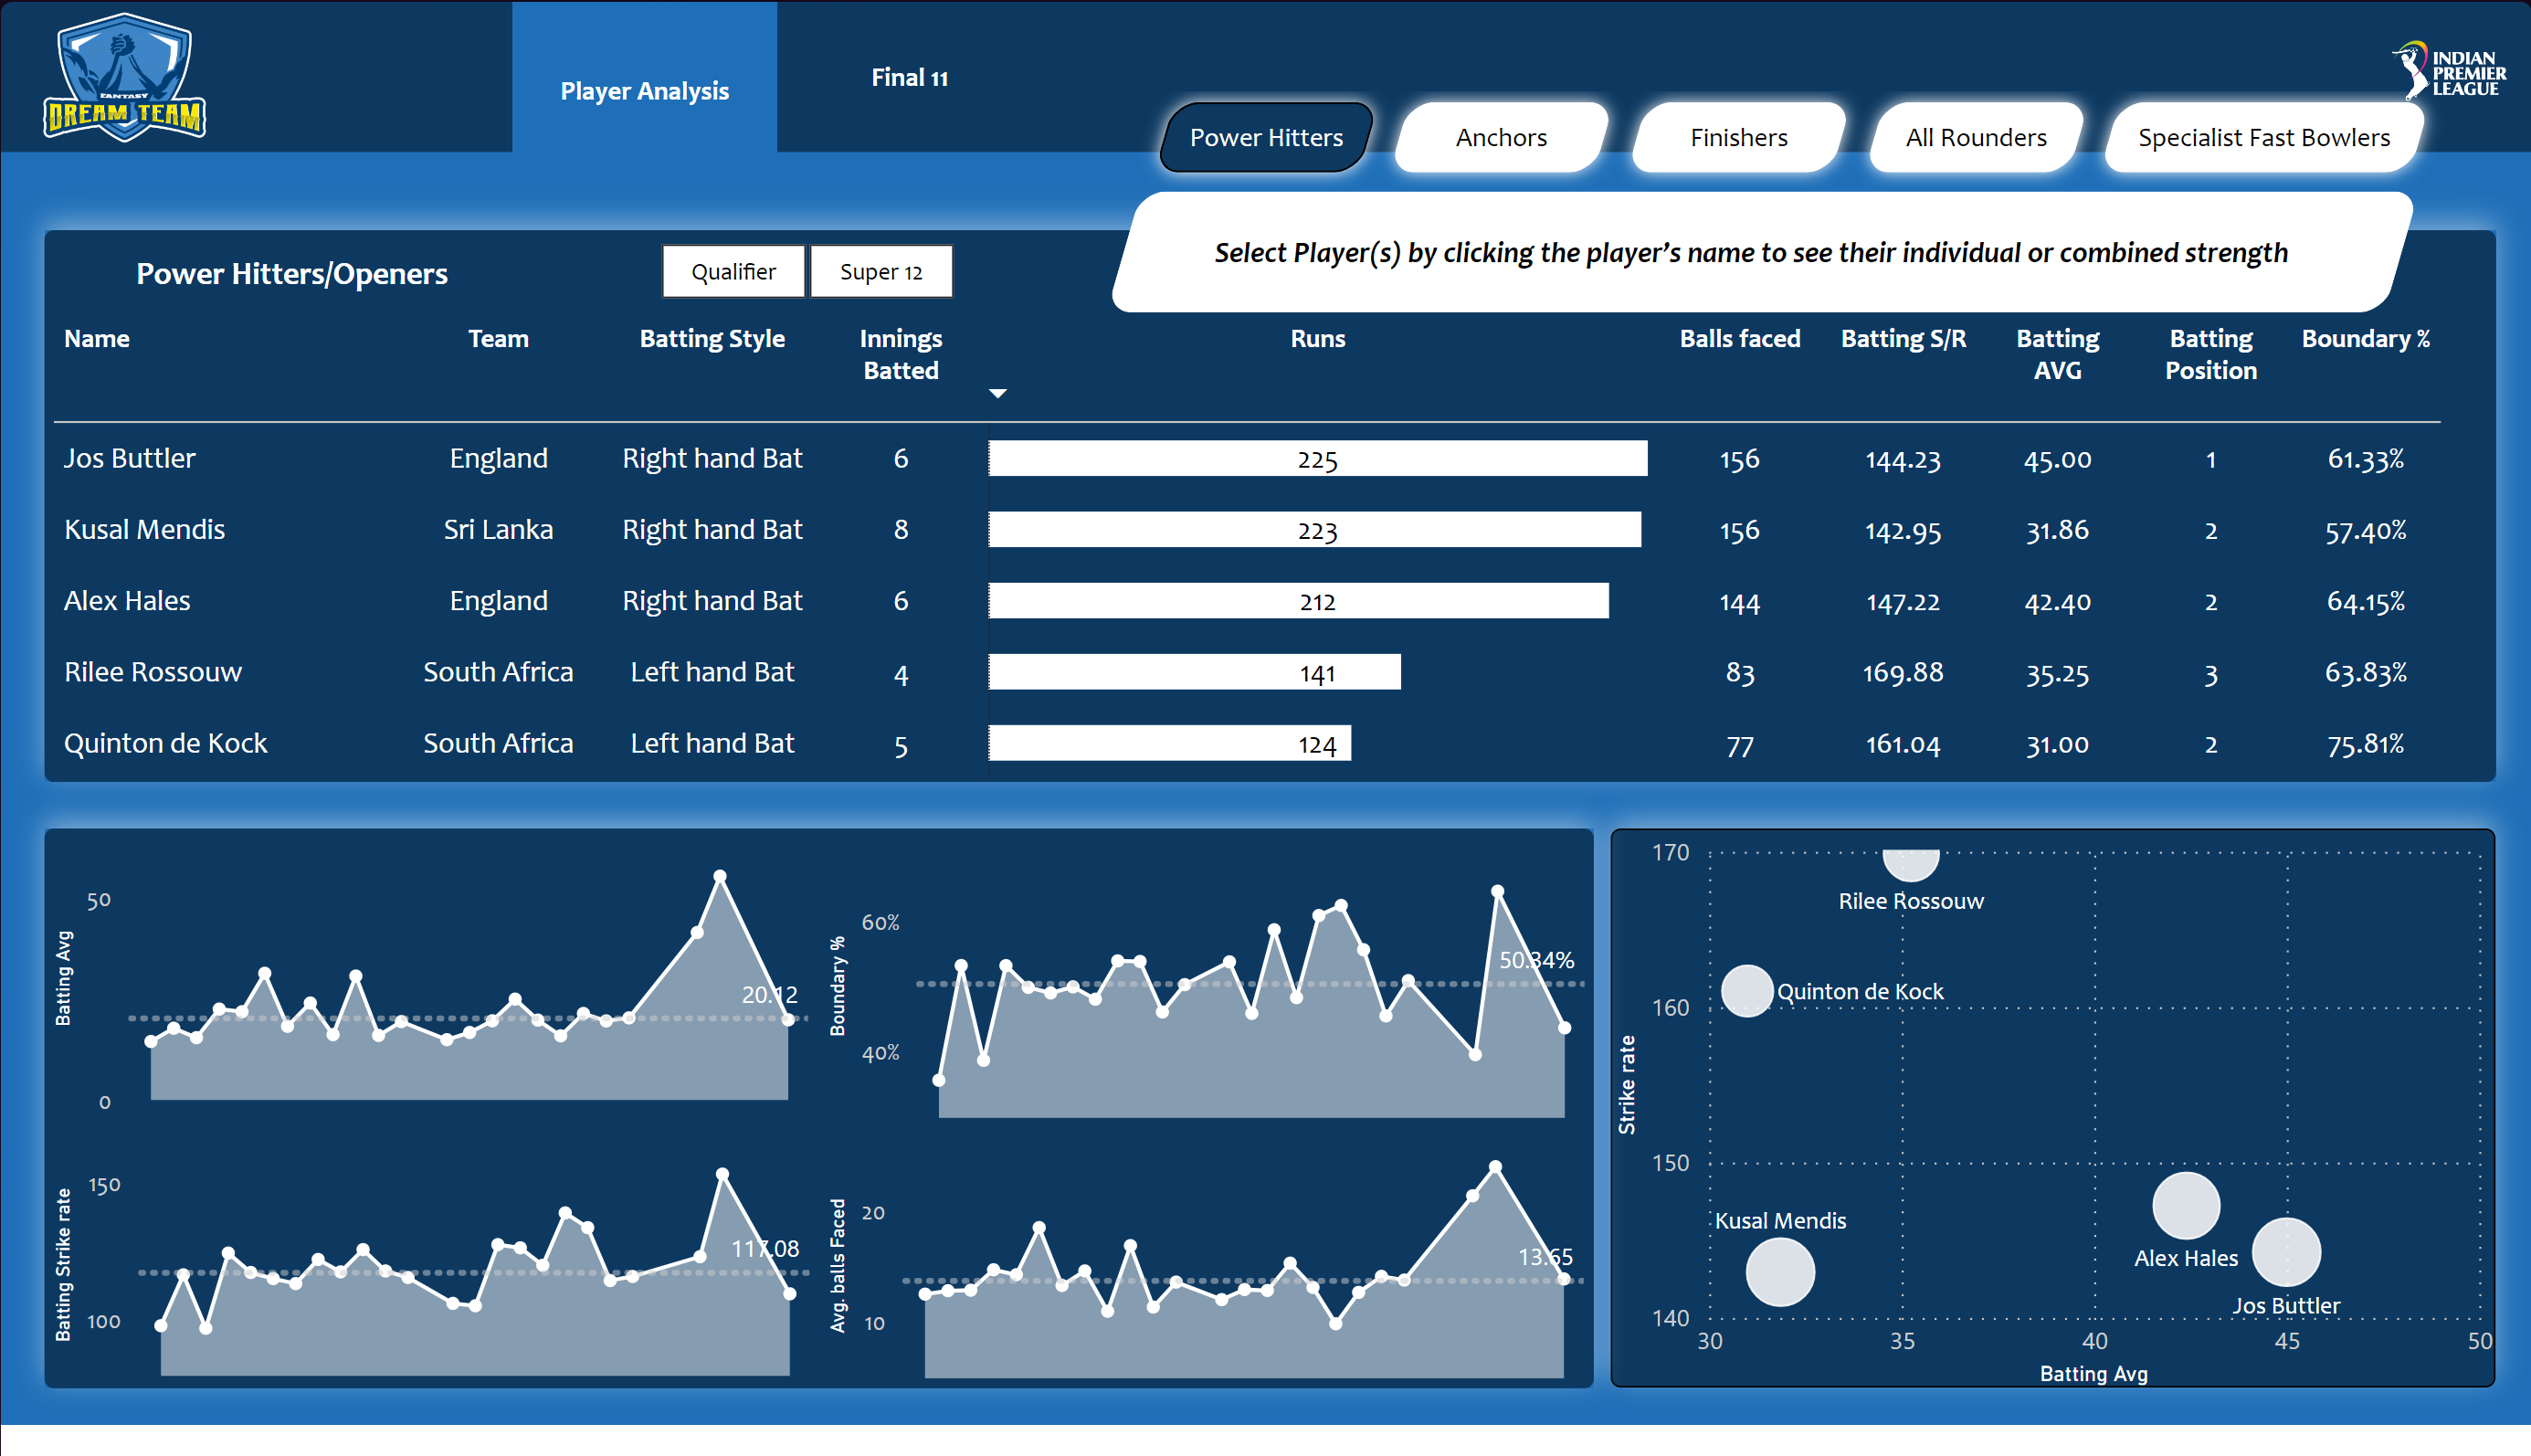 FANTASY
DREAM TEAM
Player Analysis
Final 11
INDIAN
PREMIER
LEAGUE
Power Hitters
Anchors
Finishers
All Rounders
Specialist Fast Bowlers
Select Player(s) by clicking the player's name to see their individual or combined strength
Power Hitters/Openers
Qualifier
Super 12
Name Team Batting Style Innings Batted Runs Balls faced Batting S/R Batting AVG Batting Position Boundary %
Jos Buttler England Right hand Bat 6 225 156 144.23 45.00 1 61.33%
Kusal Mendis Sri Lanka Right hand Bat 8 223 156 142.95 31.86 2 57.40%
Alex Hales England Right hand Bat 6 212 144 147.22 42.40 2 64.15%
Rilee Rossouw South Africa Left hand Bat 4 141 83 169.88 35.25 3 63.83%
Quinton de Kock South Africa Left hand Bat 5 124 77 161.04 31.00 2 75.81%
Batting Avg
50
0
20.12
Boundary %
60%
40%
50.34%
Batting Strike rate
150
100
117.08
Avg. balls Faced
20
10
13.65
Strike rate
170
160
150
140
Rilee Rossouw
Quinton de Kock
Kusal Mendis
Alex Hales
Jos Buttler
30 35 40 45 50
Batting Avg